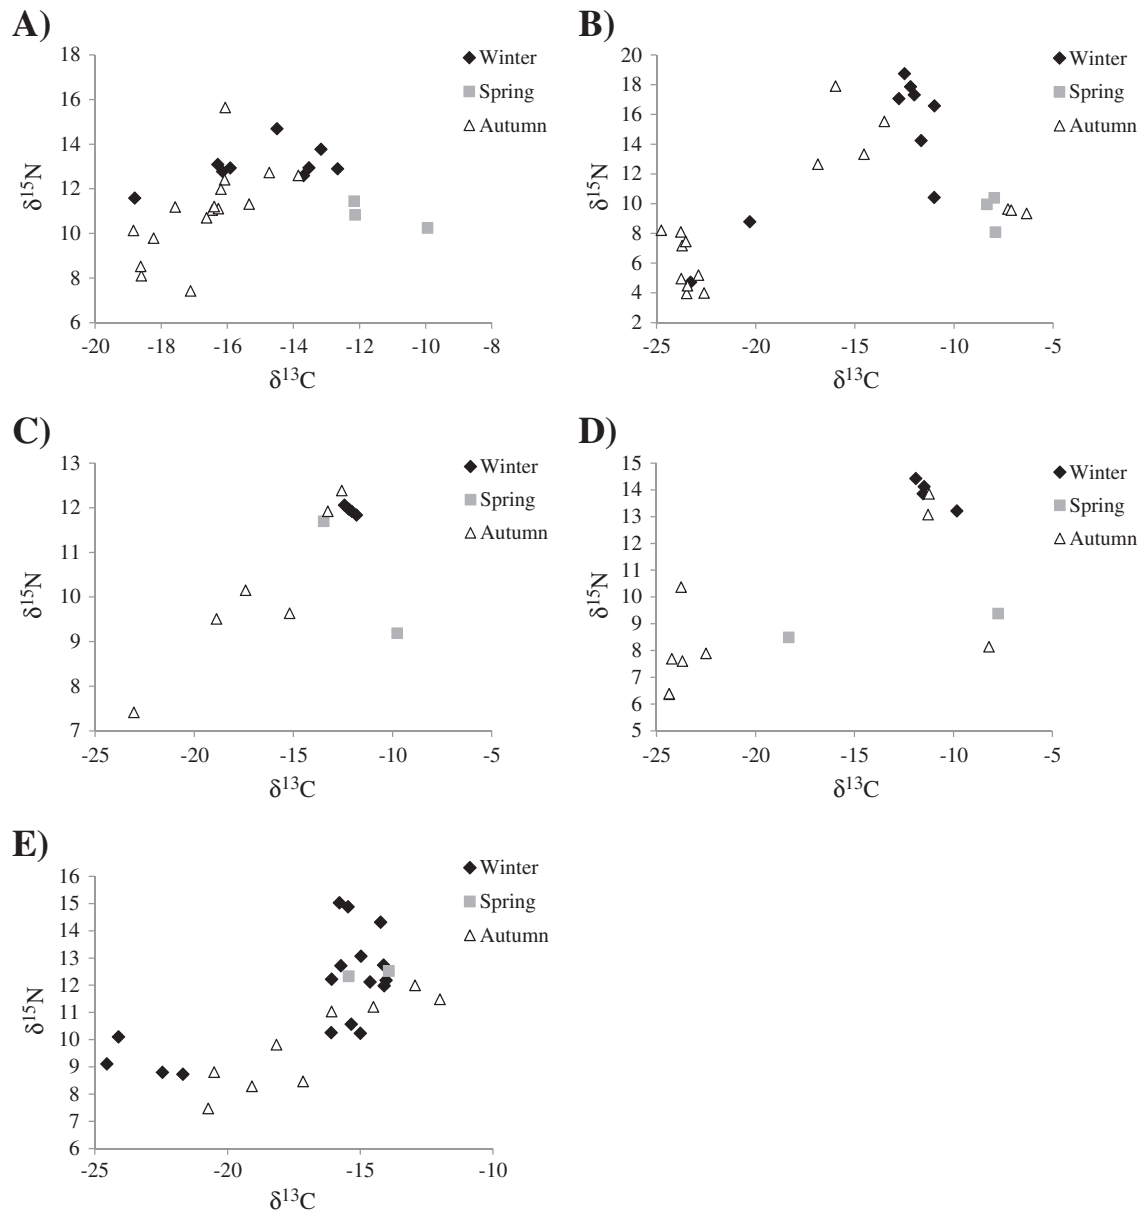 A)
18
16
14
12
10
8
6
δ15N
-20 -18 -16 -14 -12 -10 -8
δ13C
Winter
Spring
Autumn
B)
20
18
16
14
12
10
8
6
4
2
δ15N
-25 -20 -15 -10 -5
δ13C
Winter
Spring
Autumn
C)
13
12
11
10
9
8
7
δ15N
-25 -20 -15 -10 -5
δ13C
Winter
Spring
Autumn
D)
15
14
13
12
11
10
9
8
7
6
5
δ15N
-25 -20 -15 -10 -5
δ13C
Winter
Spring
Autumn
E)
16
15
14
13
12
11
10
9
8
7
6
δ15N
-25 -20 -15 -10
δ13C
Winter
Spring
Autumn